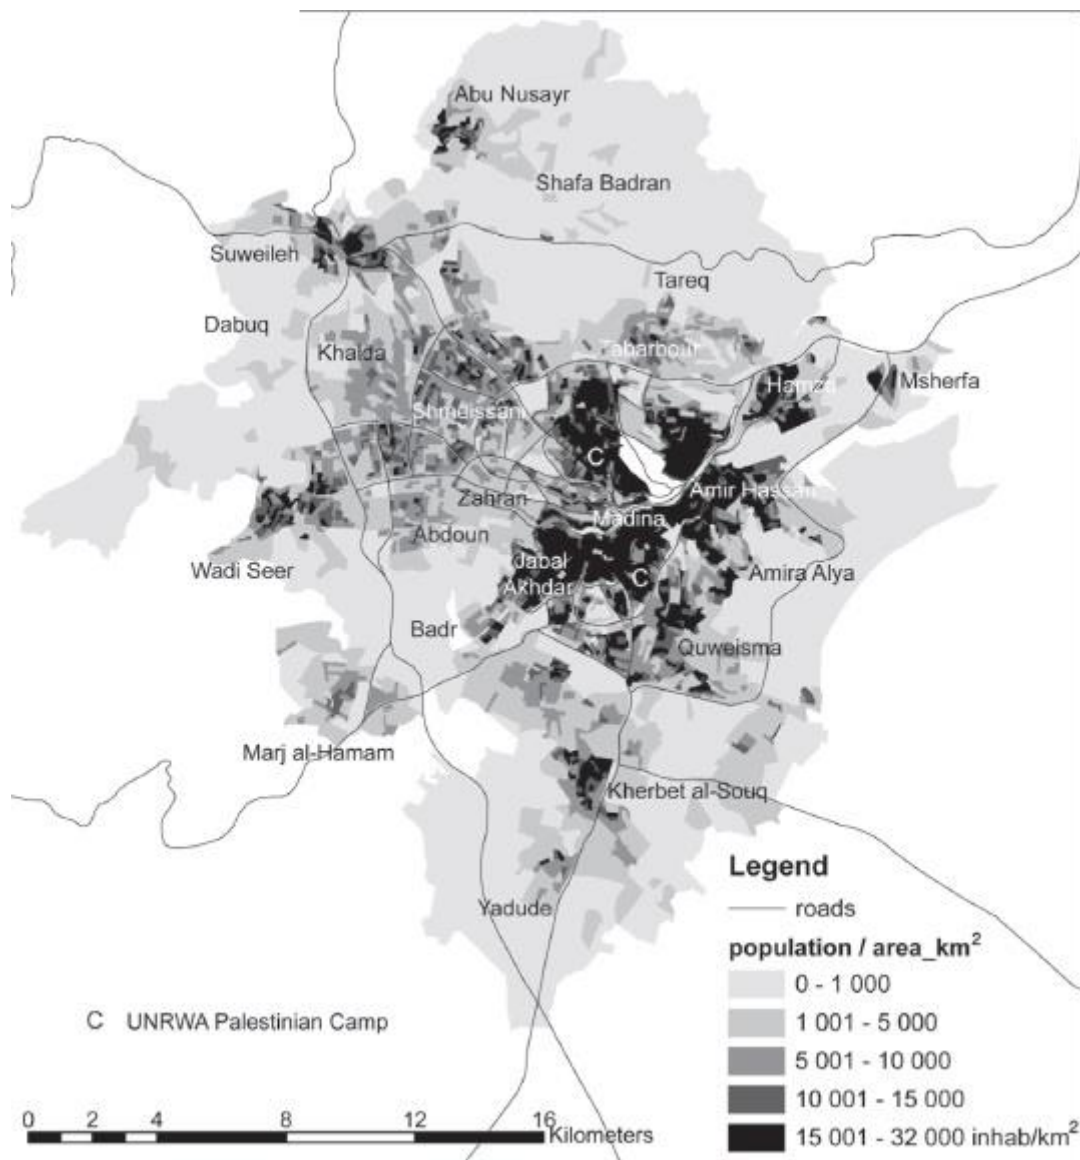 Abu Nusayr
Shafa Badran
Suweileh
Tareq
Dabuq
Khalda
Tabarbour
Hamza
Msherfa
Shmeissani
C
Amir Hassan
Zahran
Madina
Abdoun
Wadi Seer
Jabal
Akhdar
C
Amira Alya
Badr
Quweisma
Marj al-Hamam
Kherbet al-Souq
Yadude
Legend
roads
population / area_km²
0 - 1 000
1 001 - 5 000
5 001 - 10 000
10 001 - 15 000
15 001 - 32 000 inhab/km²
C UNRWA Palestinian Camp
0 2 4 8 12 16
Kilometers